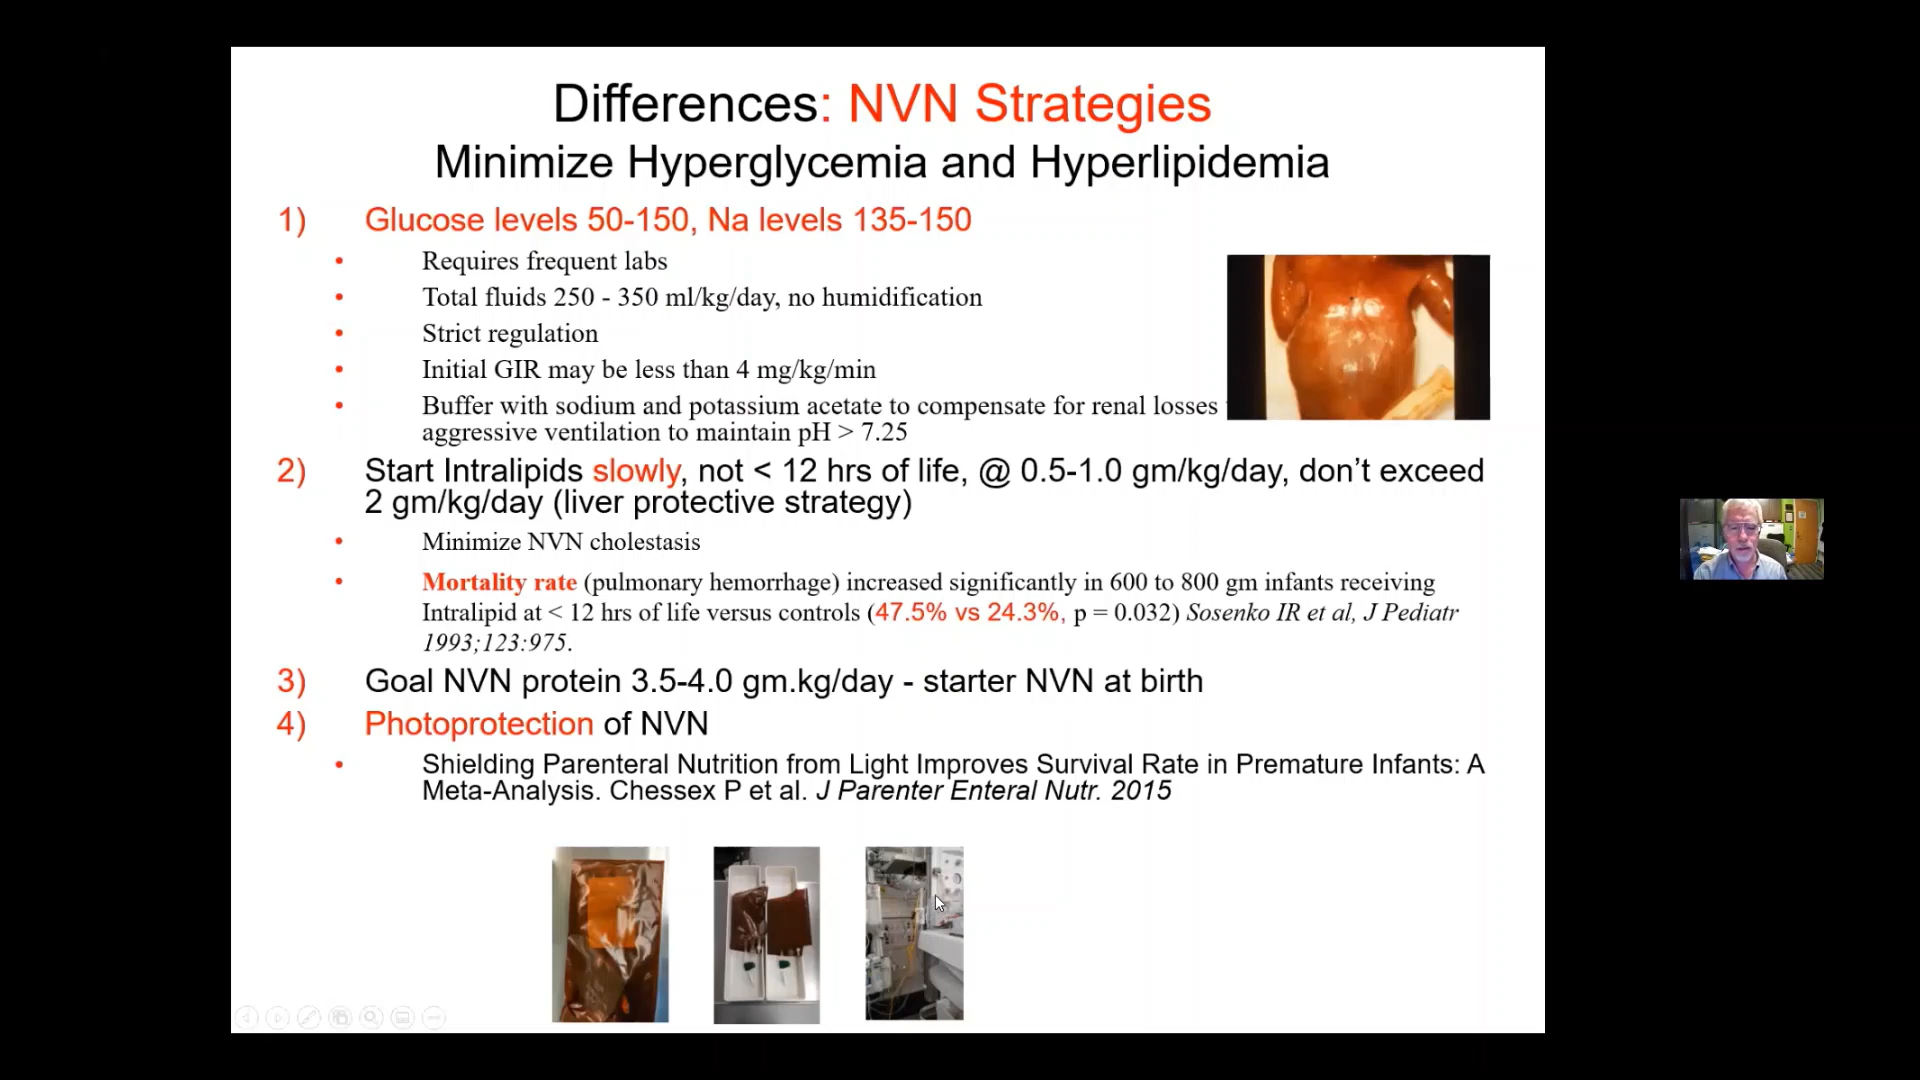 Differences: NVN Strategies
Minimize Hyperglycemia and Hyperlipidemia
1) Glucose levels 50-150, Na levels 135-150
• Requires frequent labs
• Total fluids 250 - 350 ml/kg/day, no humidification
• Strict regulation
• Initial GIR may be less than 4 mg/kg/min
• Buffer with sodium and potassium acetate to compensate for renal losses
aggressive ventilation to maintain pH > 7.25
2) Start Intralipids slowly, not < 12 hrs of life, @ 0.5-1.0 gm/kg/day, don’t exceed
2 gm/kg/day (liver protective strategy)
• Minimize NVN cholestasis
• Mortality rate (pulmonary hemorrhage) increased significantly in 600 to 800 gm infants receiving
Intralipid at < 12 hrs of life versus controls (47.5% vs 24.3%, p = 0.032) Sosenko IR et al, J Pediatr
1993;123:975.
3) Goal NVN protein 3.5-4.0 gm.kg/day - starter NVN at birth
4) Photoprotection of NVN
• Shielding Parenteral Nutrition from Light Improves Survival Rate in Premature Infants: A
Meta-Analysis. Chessex P et al. J Parenter Enteral Nutr. 2015